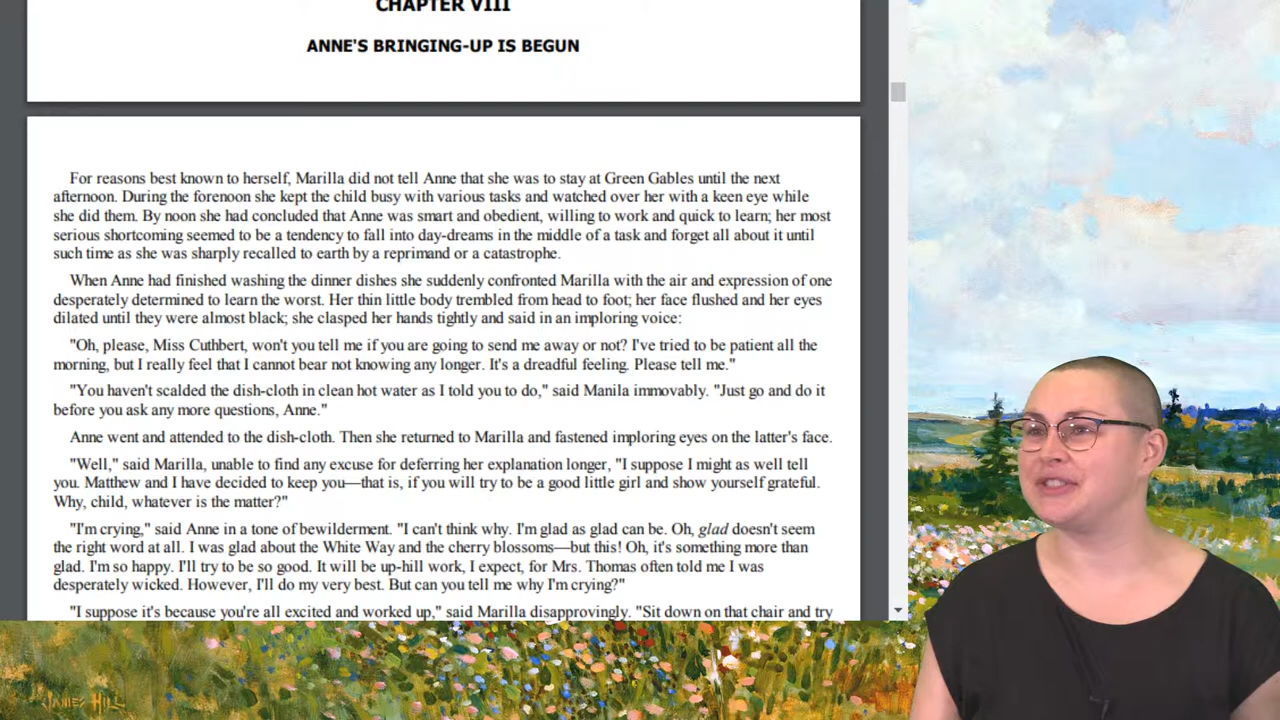 CHAPTER VIII
ANNE'S BRINGING-UP IS BEGUN
For reasons best known to herself, Marilla did not tell Anne that she was to stay at Green Gables until the next
afternoon. During the forenoon she kept the child busy with various tasks and watched over her with a keen eye while
she did them. By noon she had concluded that Anne was smart and obedient, willing to work and quick to learn; her most
serious shortcoming seemed to be a tendency to fall into day-dreams in the middle of a task and forget all about it until
such time as she was sharply recalled to earth by a reprimand or a catastrophe.
When Anne had finished washing the dinner dishes she suddenly confronted Marilla with the air and expression of one
desperately determined to learn the worst. Her thin little body trembled from head to foot; her face flushed and her eyes
dilated until they were almost black; she clasped her hands tightly and said in an imploring voice:
"Oh, please, Miss Cuthbert, won't you tell me if you are going to send me away or not? I've tried to be patient all the
morning, but I really feel that I cannot bear not knowing any longer. It's a dreadful feeling. Please tell me."
"You haven't scalded the dish-cloth in clean hot water as I told you to do," said Manila immovably. "Just go and do it
before you ask any more questions, Anne."
Anne went and attended to the dish-cloth. Then she returned to Marilla and fastened imploring eyes on the latter's face.
"Well," said Marilla, unable to find any excuse for deferring her explanation longer, "I suppose I might as well tell
you. Matthew and I have decided to keep you—that is, if you will try to be a good little girl and show yourself grateful.
Why, child, whatever is the matter?"
"I'm crying," said Anne in a tone of bewilderment. "I can't think why. I'm glad as glad can be. Oh, glad doesn't seem
the right word at all. I was glad about the White Way and the cherry blossoms—but this! Oh, it's something more than
glad. I'm so happy. I'll try to be so good. It will be up-hill work, I expect, for Mrs. Thomas often told me I was
desperately wicked. However, I'll do my very best. But can you tell me why I'm crying?"
"I suppose it's because you're all excited and worked up," said Marilla disapprovingly. "Sit down on that chair and try
JAMES HILL